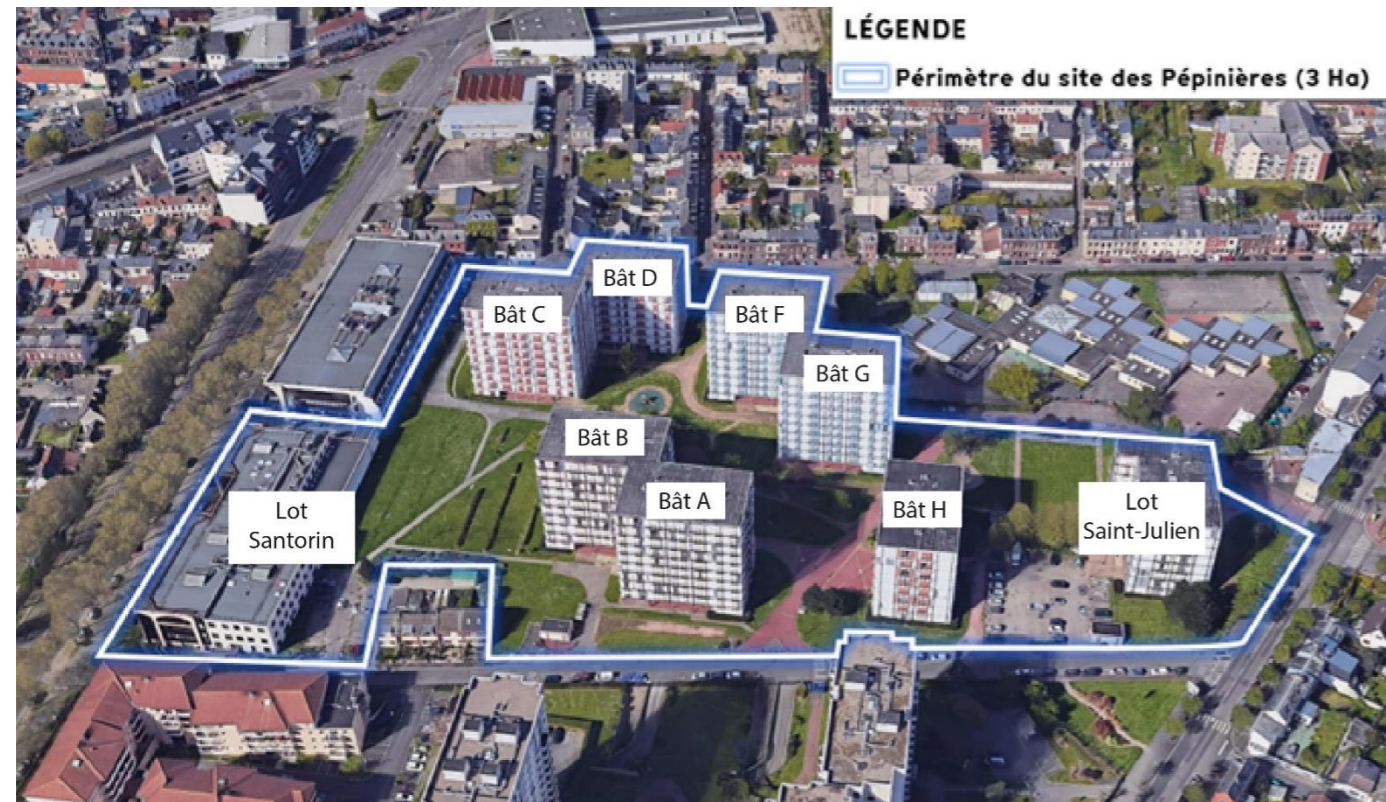 LÉGENDE
Périmètre du site des Pépinières (3 Ha)
Bât D
Bât C
Bât F
Bât G
Bât B
Bât A
Bât H
Lot
Santorin
Lot
Saint-Julien